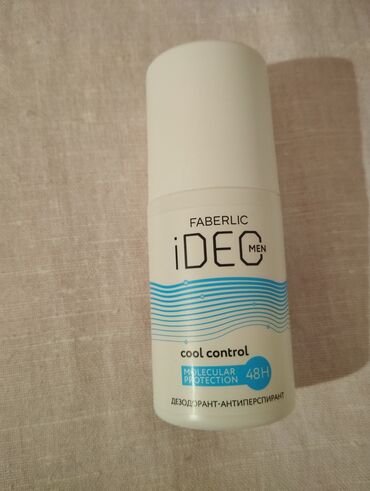 FABERLIC
iDEO MEN
cool control
MOLECULAR
PROTECTION 48H
ДЕЗОДОРАНТ-АНТИПЕРСПИРАНТ